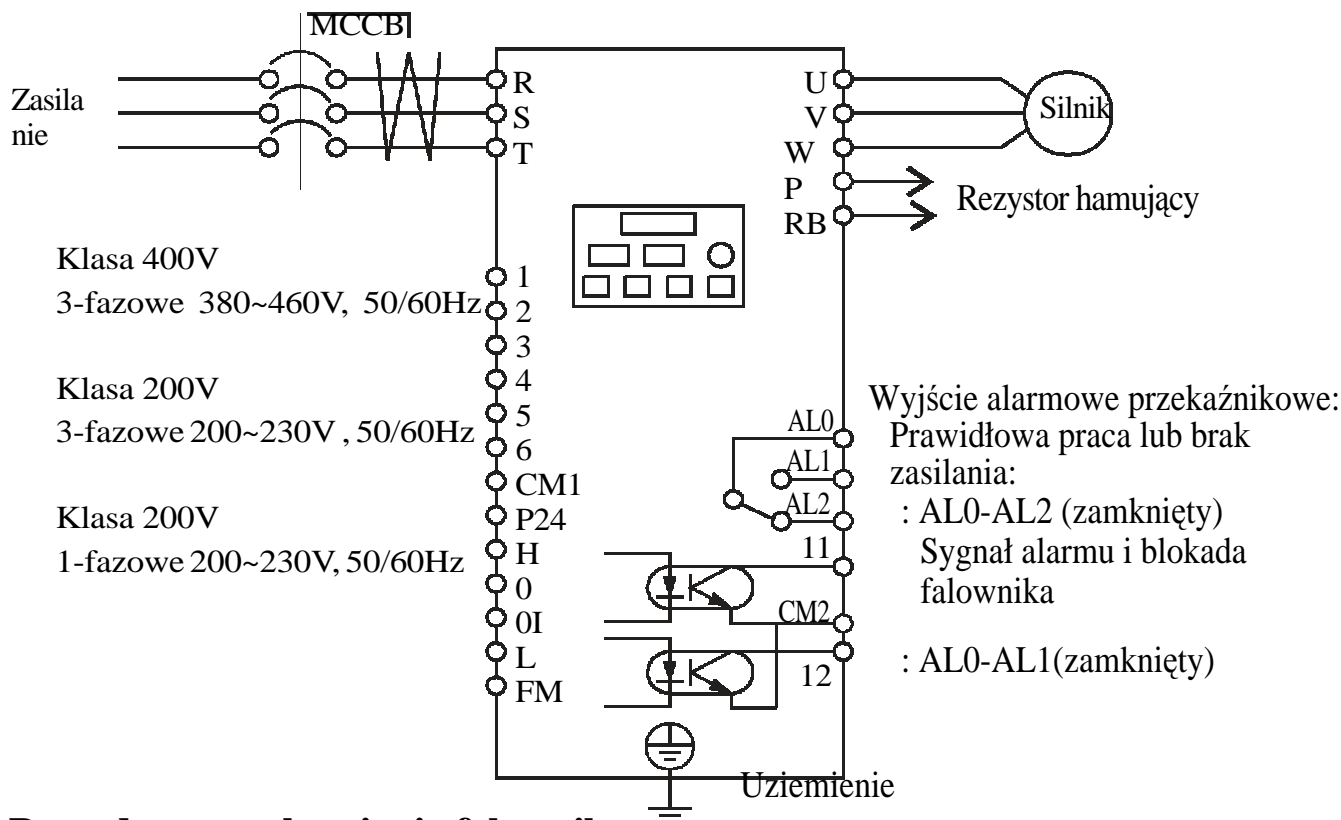 MCCB
Zasila
nie
R
S
T
U
V
W
P
RB
Silnik
Rezystor hamujący
Klasa 400V
3-fazowe 380~460V, 50/60Hz
Klasa 200V
3-fazowe 200~230V , 50/60Hz
Klasa 200V
1-fazowe 200~230V, 50/60Hz
1
2
3
4
5
6
CM1
P24
H
0
0I
L
FM
AL0
AL1
AL2
11
CM2
12
Wyjście alarmowe przekaźnikowe:
Prawidłowa praca lub brak
zasilania:
: AL0-AL2 (zamknięty)
Sygnał alarmu i blokada
falownika
: AL0-AL1(zamknięty)
Uziemienie